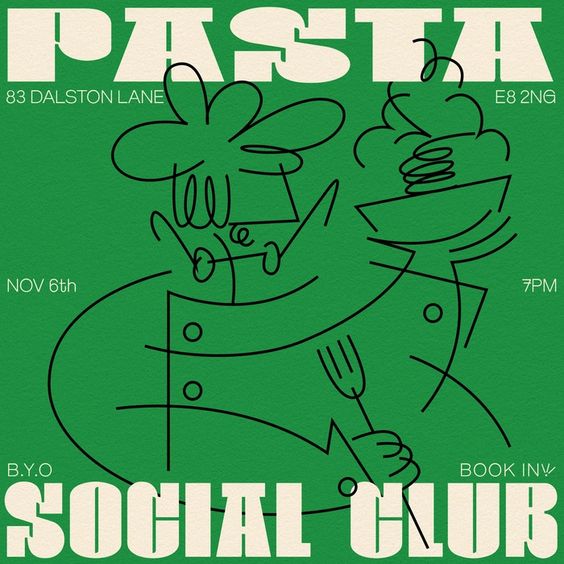 PASTA
83 DALSTON LANE E8 2NG
NOV 6th 7PM
B.Y.O BOOK IN
SOCIAL CLUB